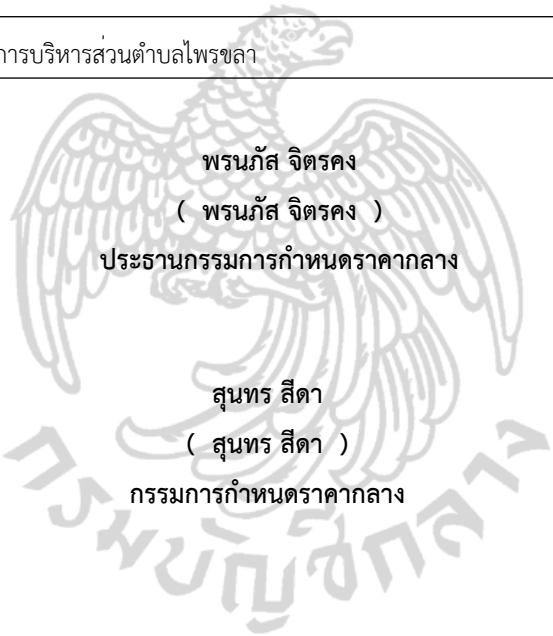 การบริหารส่วนตำบลไพรขลา
พรนภัส จิตรคง
( พรนภัส จิตรคง )
ประธานกรรมการกำหนดราคากลาง
สุนทร สีดา
( สุนทร สีดา )
กรรมการกำหนดราคากลาง
กรมบัญชีกลาง